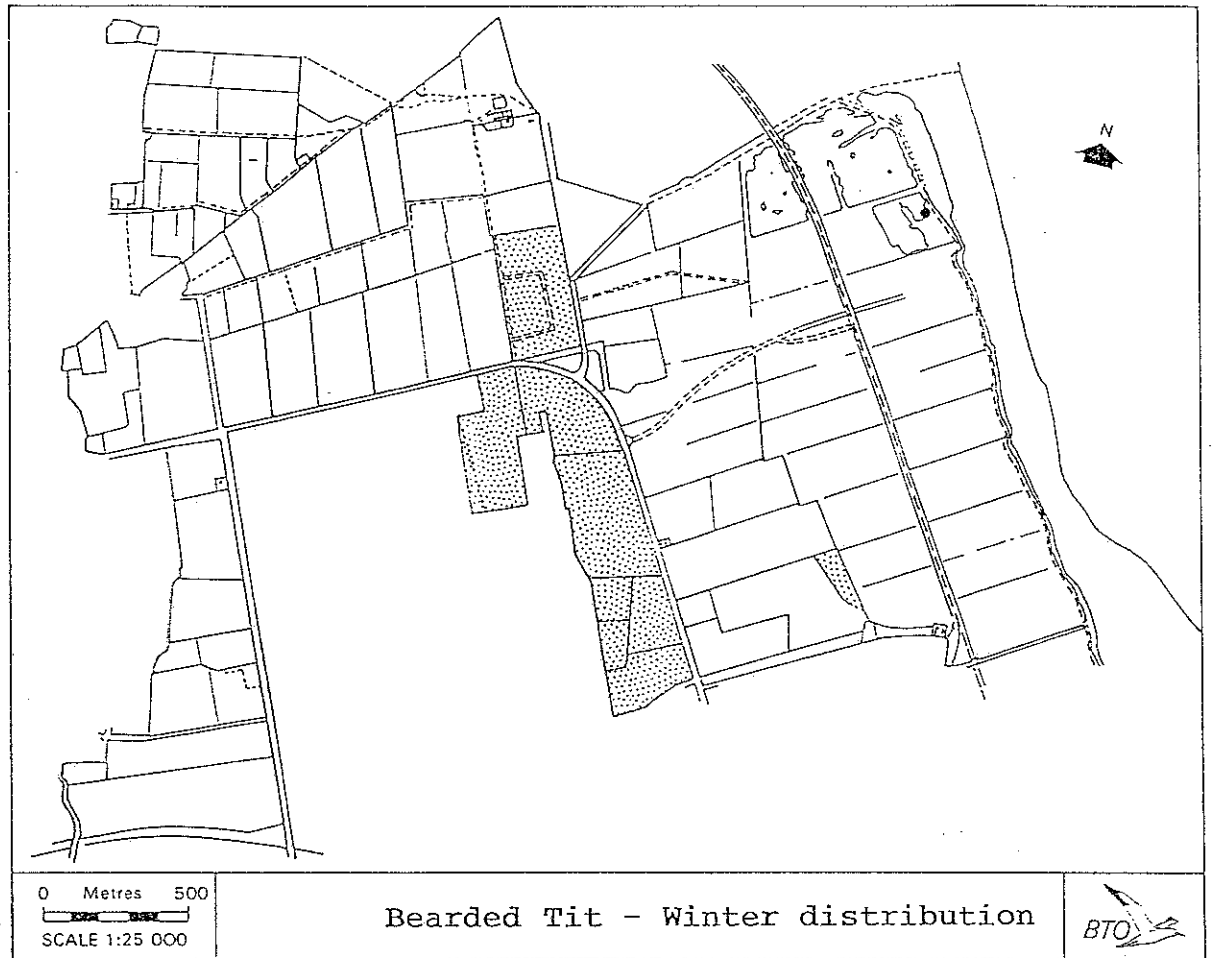 N
0 Metres 500
SCALE 1:25 000
Bearded Tit - Winter distribution
BTO